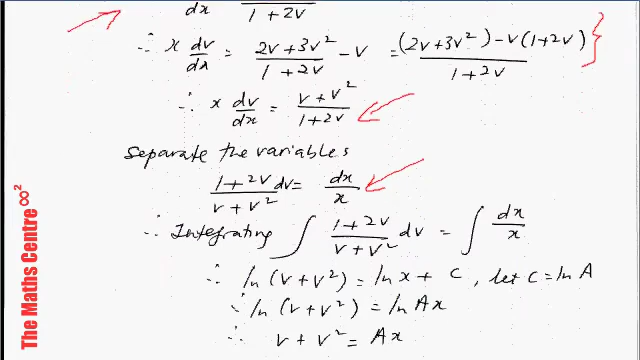 dx 1 + 2v
∴ x dv/dx = (2v + 3v²)/(1 + 2v) - v = ((2v + 3v²) - v(1 + 2v))/(1 + 2v)
∴ x dv/dx = (v + v²)/(1 + 2v)
Separate the variables
(1 + 2v)/(v + v²) dv = dx/x
∴ Integrating ∫ (1 + 2v)/(v + v²) dv = ∫ dx/x
∴ ln (v + v²) = ln x + C , let C = ln A
∴ ln (v + v²) = ln Ax
∴ v + v² = Ax
The Maths Centre ∞²